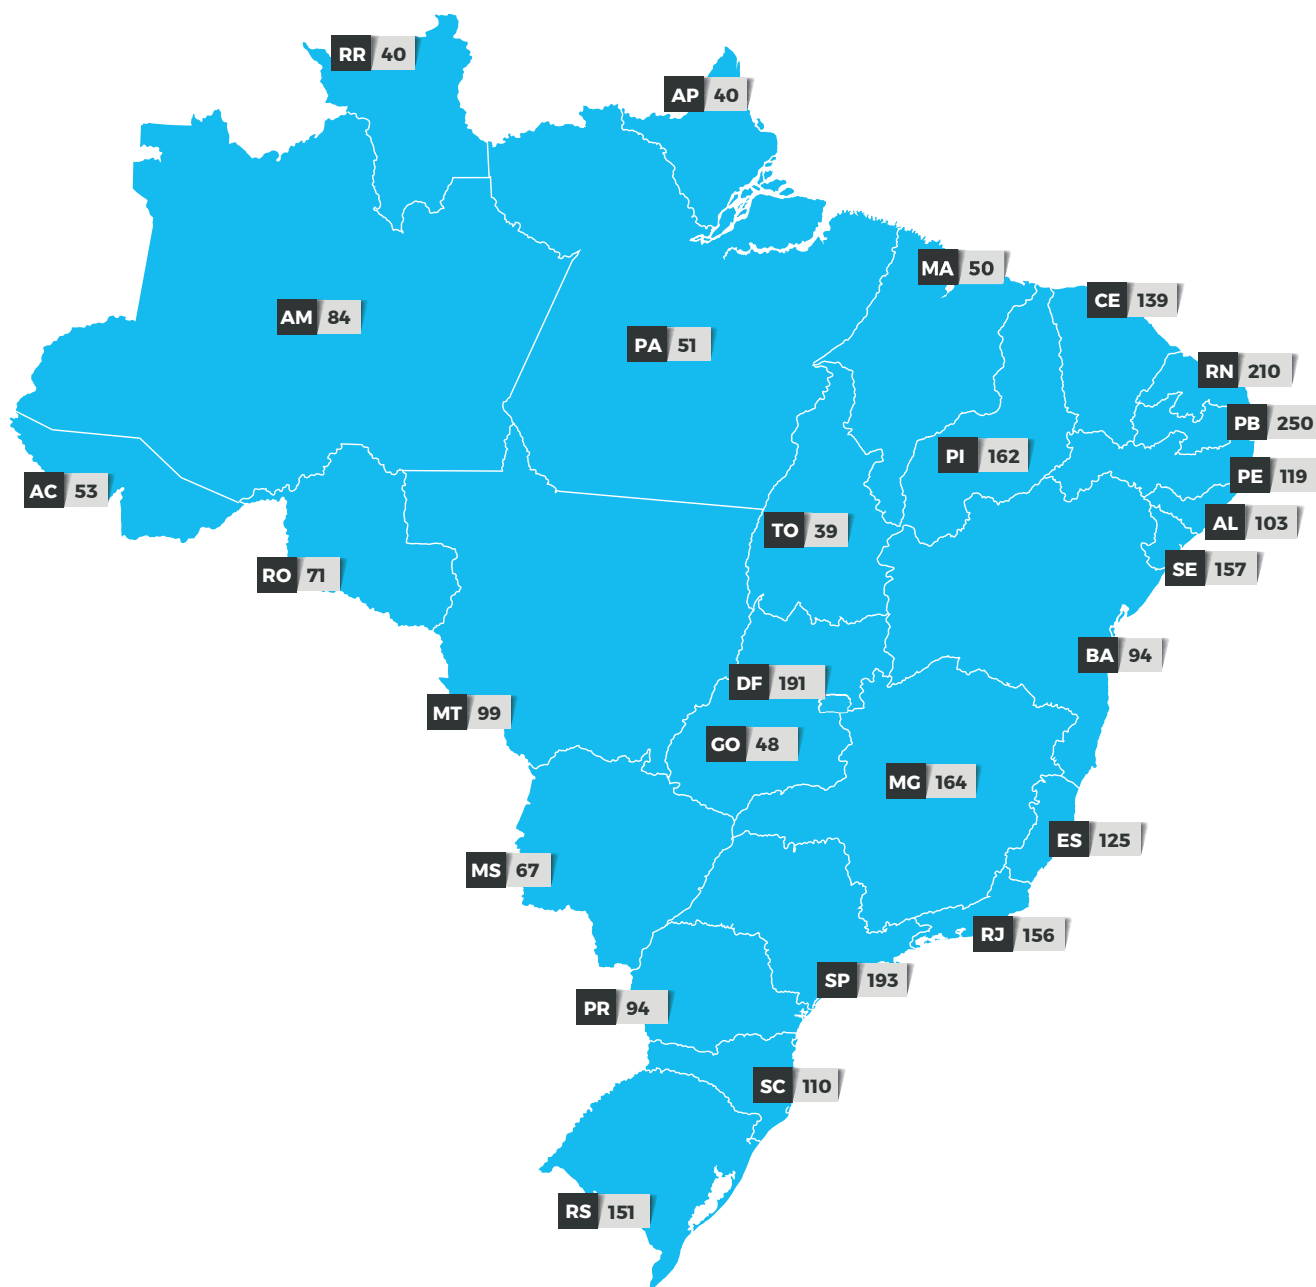 RR 40
AP 40
MA 50
CE 139
AM 84
PA 51
RN 210
PB 250
PI 162
PE 119
AC 53
AL 103
TO 39
SE 157
RO 71
BA 94
DF 191
MT 99
GO 48
MG 164
ES 125
MS 67
RJ 156
SP 193
PR 94
SC 110
RS 151